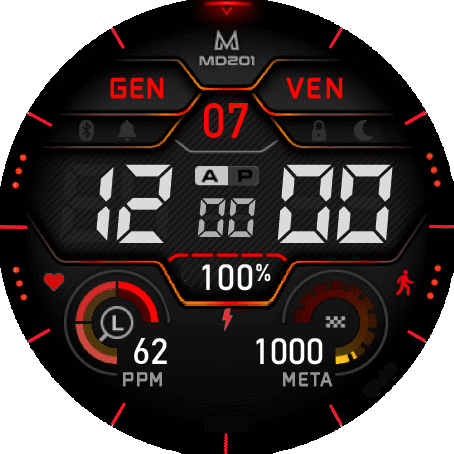 MD201
GEN VEN
07
A P
12 00 00
100%
L
62 1000
PPM META